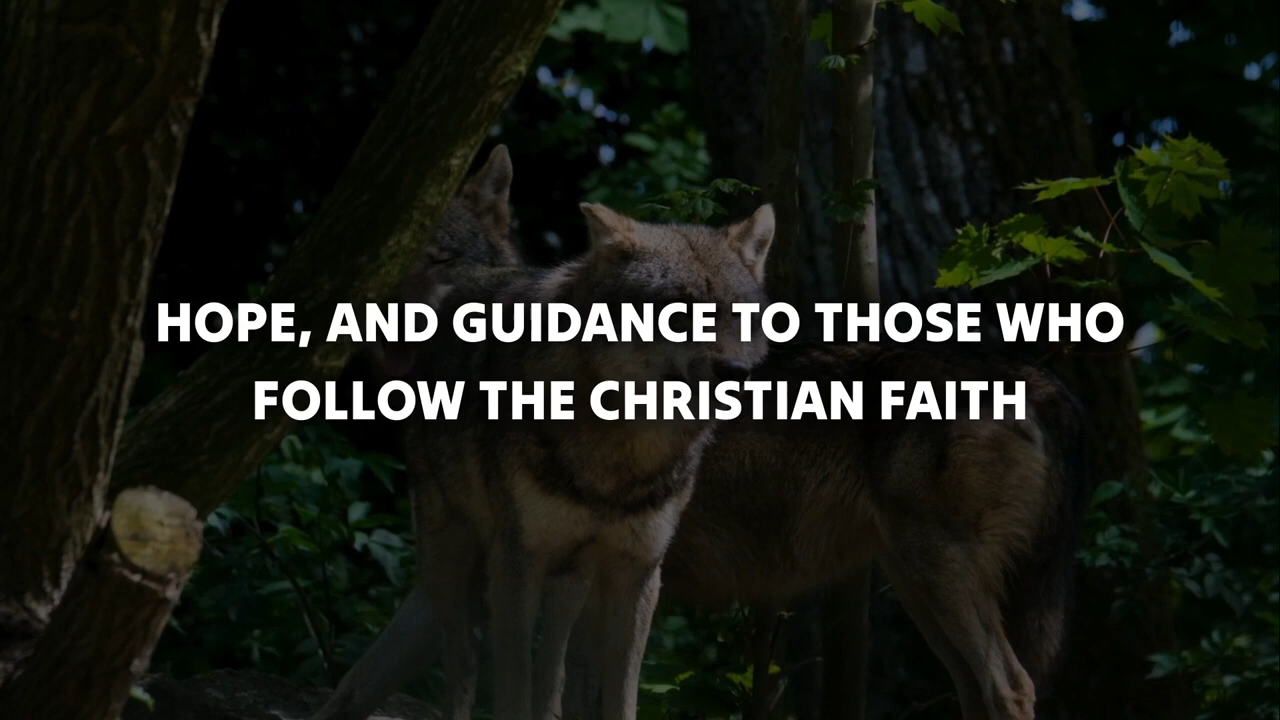 HOPE, AND GUIDANCE TO THOSE WHO
FOLLOW THE CHRISTIAN FAITH